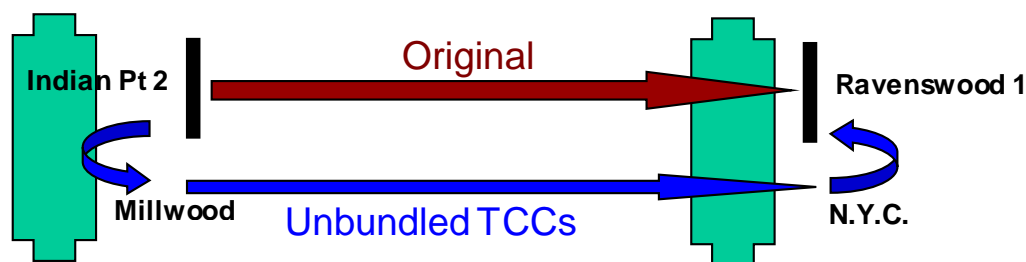 Original
Indian Pt 2
Ravenswood 1
Millwood
Unbundled TCCs
N.Y.C.